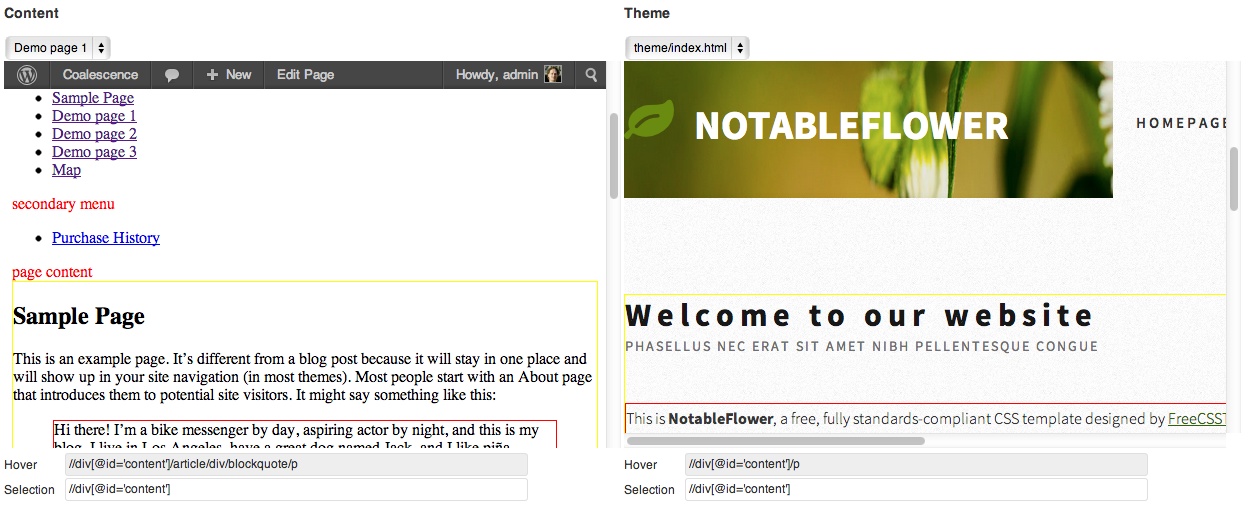 Content
Demo page 1
Coalescence
New
Edit Page
Howdy, admin
Sample Page
Demo page 1
Demo page 2
Demo page 3
Map
secondary menu
Purchase History
page content
Sample Page
This is an example page. It’s different from a blog post because it will stay in one place and
will show up in your site navigation (in most themes). Most people start with an About page
that introduces them to potential site visitors. It might say something like this:
Hi there! I’m a bike messenger by day, aspiring actor by night, and this is my
blog. I live in Los Angeles, have a great dog named Jack, and I like piña
Hover
//div[@id='content']/article/div/blockquote/p
Selection
//div[@id='content']
Theme
theme/index.html
NOTABLEFLOWER
HOMEPAGE
Welcome to our website
PHASELLUS NEC ERAT SIT AMET NIBH PELLENTESQUE CONGUE
This is NotableFlower, a free, fully standards-compliant CSS template designed by FreeCSST
Hover
//div[@id='content']/p
Selection
//div[@id='content']